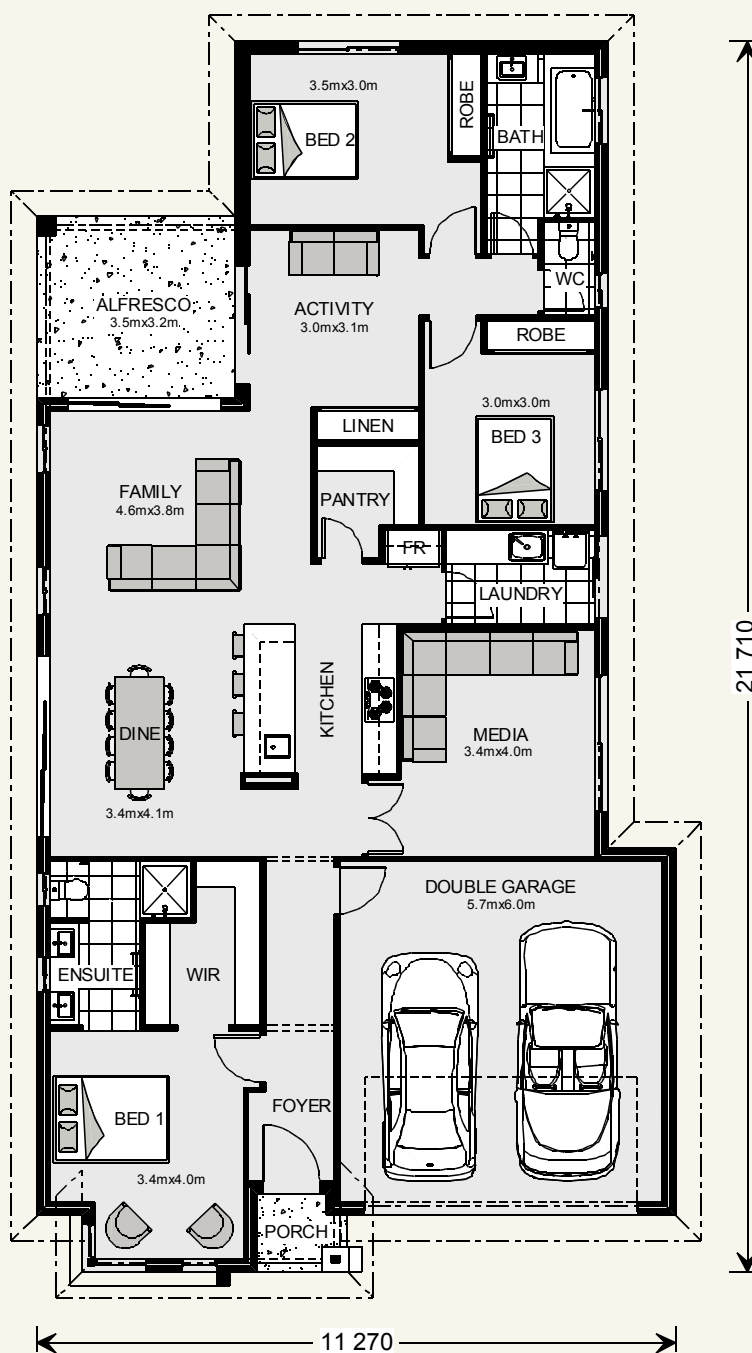 3.5mx3.0m
BED 2
ROBE
BATH
WC
ALFRESCO
3.5mx3.2m
ACTIVITY
3.0mx3.1m
ROBE
3.0mx3.0m
BED 3
LINEN
FAMILY
4.6mx3.8m
PANTRY
FR
LAUNDRY
KITCHEN
DINE
3.4mx4.1m
MEDIA
3.4mx4.0m
21 710
DOUBLE GARAGE
5.7mx6.0m
ENSUITE
WIR
BED 1
3.4mx4.0m
FOYER
PORCH
11 270